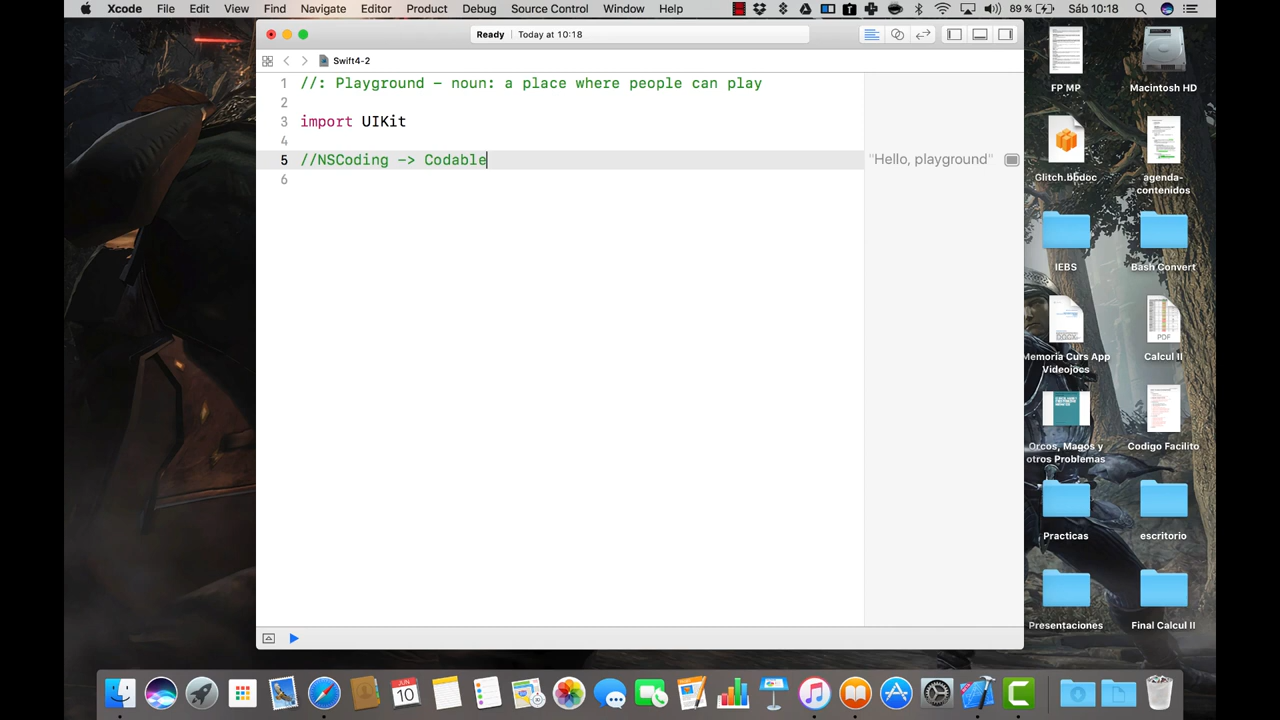 Xcode File Edit View Find Navigate Editor Product Debug Source Control Window Help 89 % Sáb 10:18
Ready Today at 10:18
Switch
1 //: Playground - noun: a place where people can play
2
3 import UIKit
5 //NSCoding -> Codable
"Hello, playground"
6
FP MP
Macintosh HD
Glitch.bbdoc
agenda-
contenidos
IEBS
Bash Convert
Memoria Curs App
Videojocs
PDF
Calcul II
Orcos, Magos y
otros Problemas
Codigo Facilito
Practicas
escritorio
Presentaciones
Final Calcul II
JUN
10